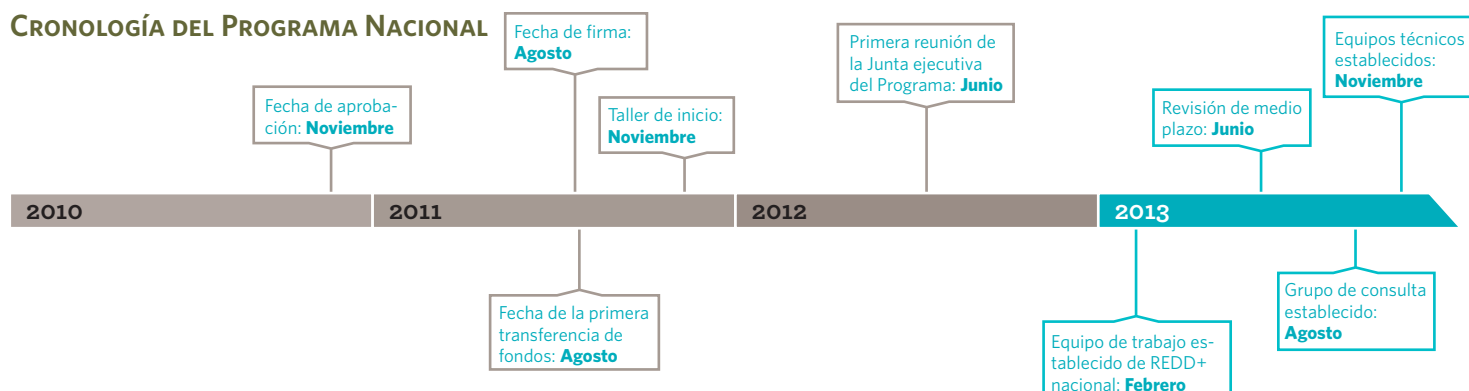 CRONOLOGÍA DEL PROGRAMA NACIONAL
Fecha de aproba-
ción: Noviembre
Fecha de firma:
Agosto
Taller de inicio:
Noviembre
Primera reunión de
la Junta ejecutiva
del Programa: Junio
Revisión de medio
plazo: Junio
Equipos técnicos
establecidos:
Noviembre
2010
2011
2012
2013
Fecha de la primera
transferencia de
fondos: Agosto
Equipo de trabajo es-
tablecido de REDD+
nacional: Febrero
Grupo de consulta
establecido:
Agosto